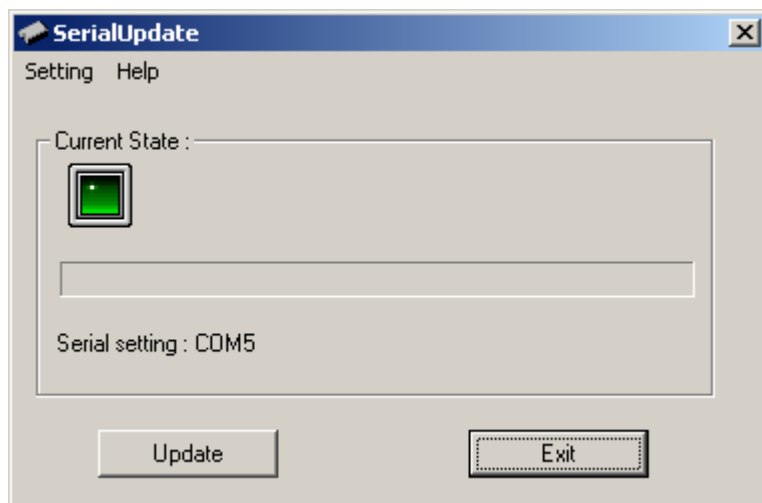 SerialUpdate
Setting Help
Current State :
Serial setting : COM5
Update Exit